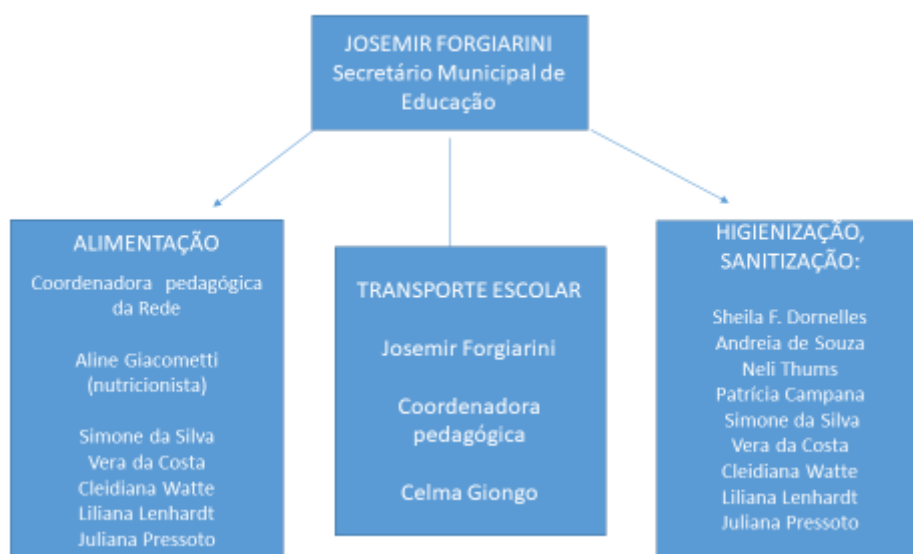 JOSEMIR FORGIARINI
Secretário Municipal de
Educação
ALIMENTAÇÃO
Coordenadora pedagógica
da Rede
Aline Giacometti
(nutricionista)
Simone da Silva
Vera da Costa
Cleidiana Watte
Liliana Lenhardt
Juliana Pressoto
TRANSPORTE ESCOLAR
Josemir Forgiarini
Coordenadora
pedagógica
Celma Giongo
HIGIENIZAÇÃO,
SANITIZAÇÃO:
Sheila F. Dornelles
Andreia de Souza
Neli Thums
Patrícia Campana
Simone da Silva
Vera da Costa
Cleidiana Watte
Liliana Lenhardt
Juliana Pressoto